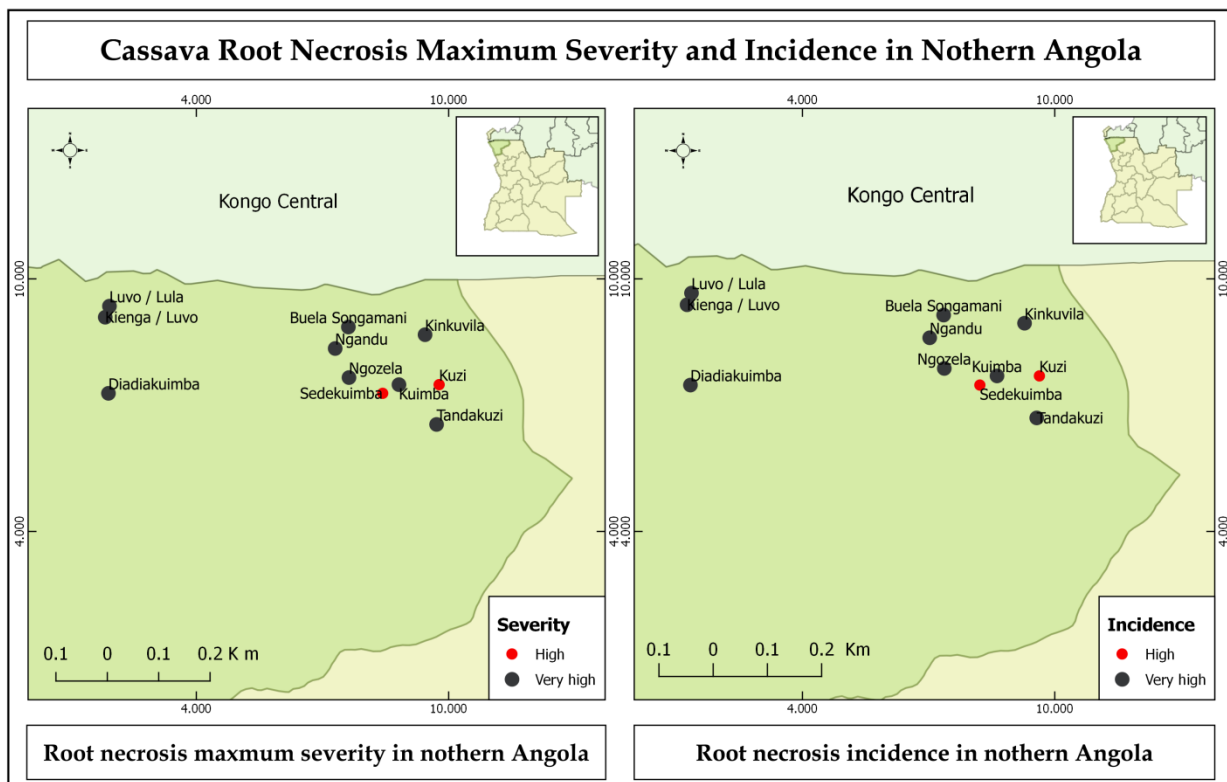 Cassava Root Necrosis Maximum Severity and Incidence in Nothern Angola
4.000
10.000
Kongo Central
10.000
Luvo / Lula
Kienga / Luvo
Buela Songamani
Kinkuvila
Ngandu
Ngozela
Kuzi
Diadiakuimba
Sedekuimba
Kuimba
Tandakuzi
4.000
Severity
High
Very high
0.1 0 0.1 0.2 K m
4.000
10.000
Root necrosis maxmum severity in nothern Angola
4.000
10.000
Kongo Central
10.000
Luvo / Lula
Kienga / Luvo
Buela Songamani
Kinkuvila
Ngandu
Ngozela
Kuimba
Kuzi
Diadiakuimba
Sedekuimba
Tandakuzi
4.000
Incidence
High
Very high
0.1 0 0.1 0.2 Km
4.000
10.000
Root necrosis incidence in nothern Angola